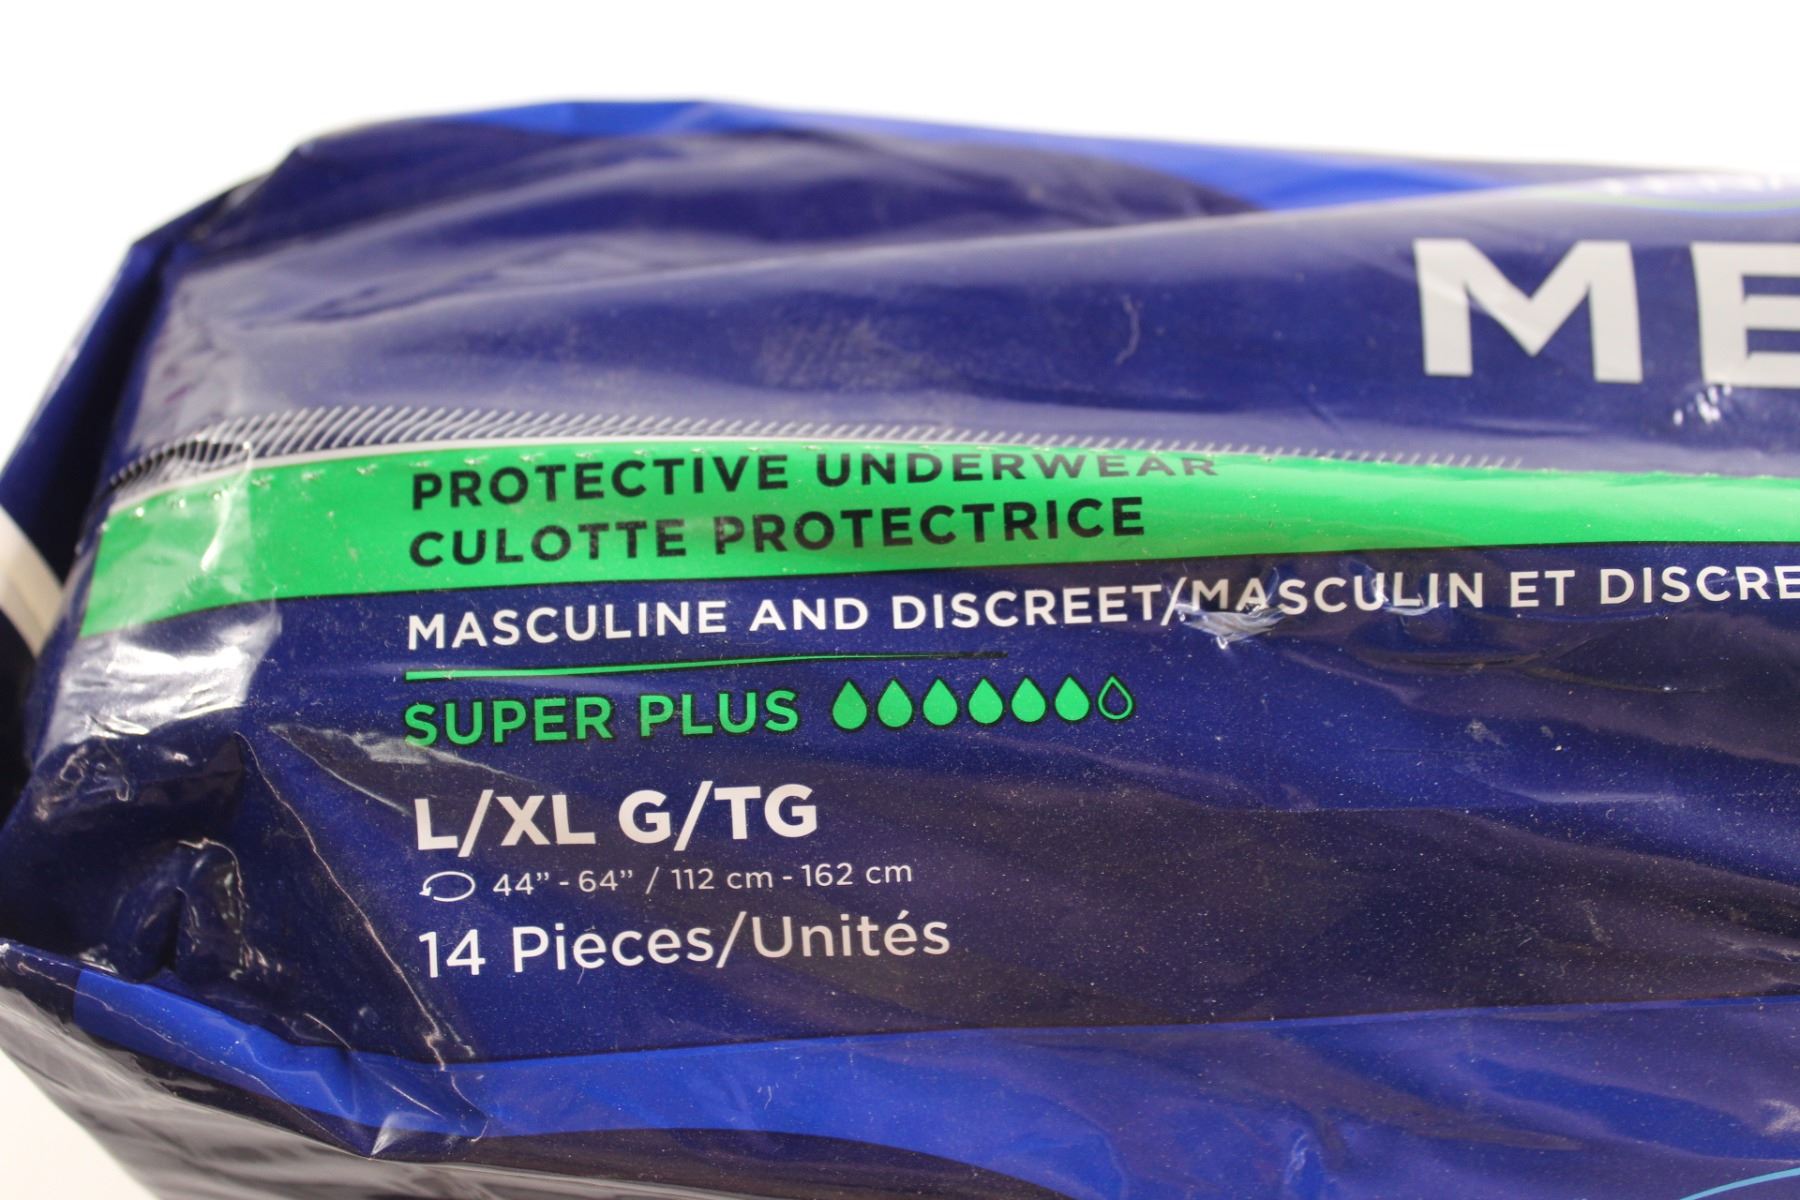 ME
PROTECTIVE UNDERWEAR
CULOTTE PROTECTRICE
MASCULINE AND DISCREET/MASCULIN ET DISCRE
SUPER PLUS
L/XL G/TG
44” - 64” / 112 cm - 162 cm
14 Pieces/Unités